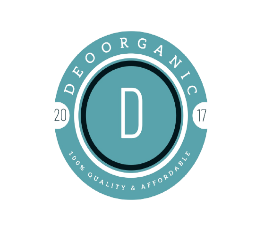 DEOORGANIC
20 D 17
100% QUALITY & AFFORDABLE